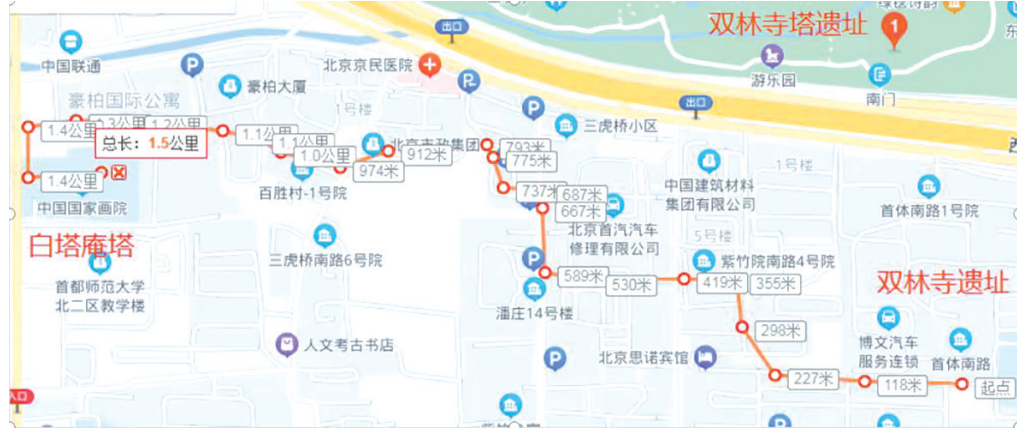 双林寺塔遗址
1
出口
游乐园
南门
中国联通
北京京民医院
豪柏大厦
豪柏国际公寓
1号楼
出口
三虎桥小区
1.4公里
1.2公里
1.1公里
1.1公里
1.0公里
总长：1.5公里
974米
912米
793米
775米
737米
687米
667米
1.4公里
中国国家画院
百胜村-1号院
中国建筑材料
集团有限公司
1号楼
首体南路1号院
白塔庵塔
三虎桥南路6号院
北京首汽汽车
修理有限公司
5号楼
紫竹院南路4号院
双林寺遗址
首都师范大学
北二区教学楼
589米
530米
419米
355米
潘庄14号楼
298米
人文考古书店
北京思诺宾馆
博文汽车
服务连锁
首体南路
227米
118米
起点